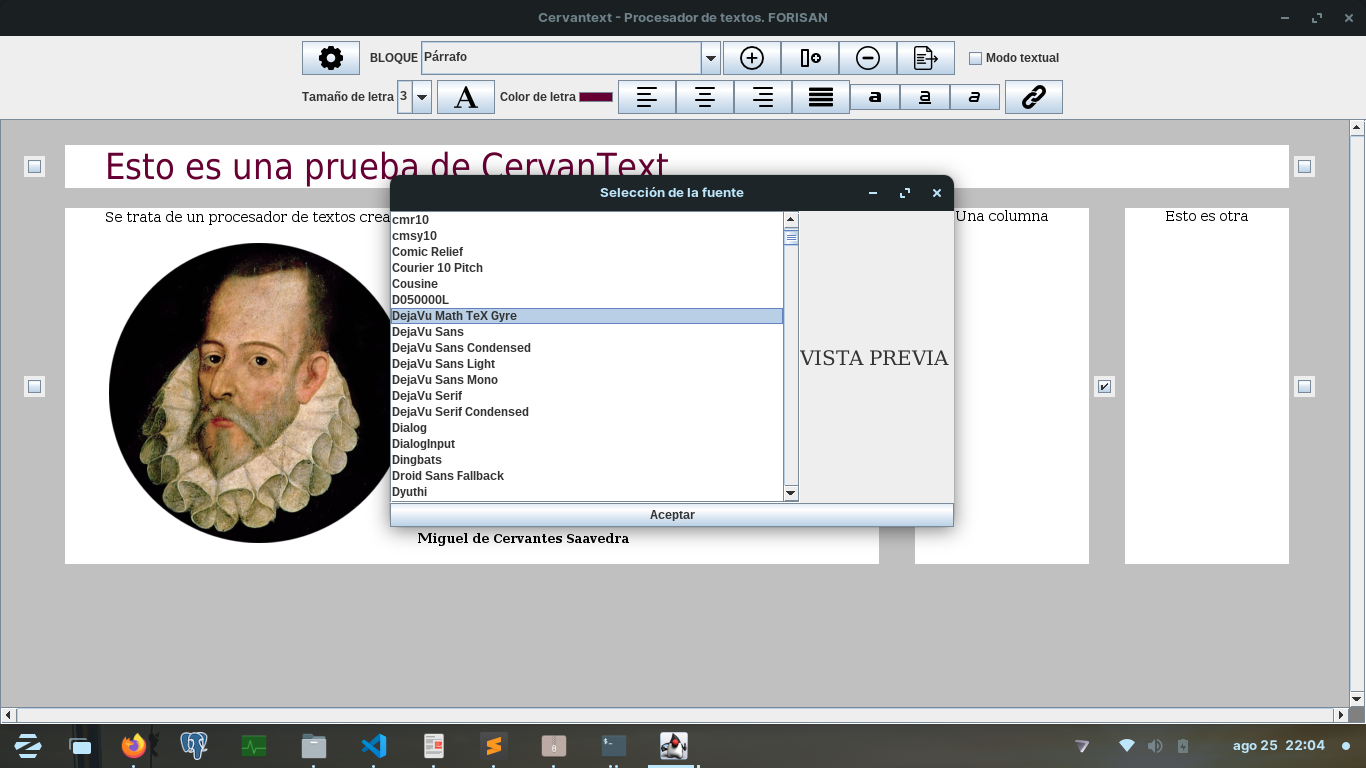 Cervantext - Procesador de textos. FORISAN
BLOQUE Párrafo Modo textual
Tamaño de letra 3 A Color de letra a a a
Esto es una prueba de CervanText
Selección de la fuente
Se trata de un procesador de textos crea
Una columna
Esto es otra
cmr10
cmsy10
Comic Relief
Courier 10 Pitch
Cousine
D050000L
DejaVu Math TeX Gyre
DejaVu Sans
DejaVu Sans Condensed
DejaVu Sans Light
DejaVu Sans Mono
DejaVu Serif
DejaVu Serif Condensed
Dialog
DialogInput
Dingbats
Droid Sans Fallback
Dyuthi
VISTA PREVIA
Aceptar
Miguel de Cervantes Saavedra
ago 25 22:04